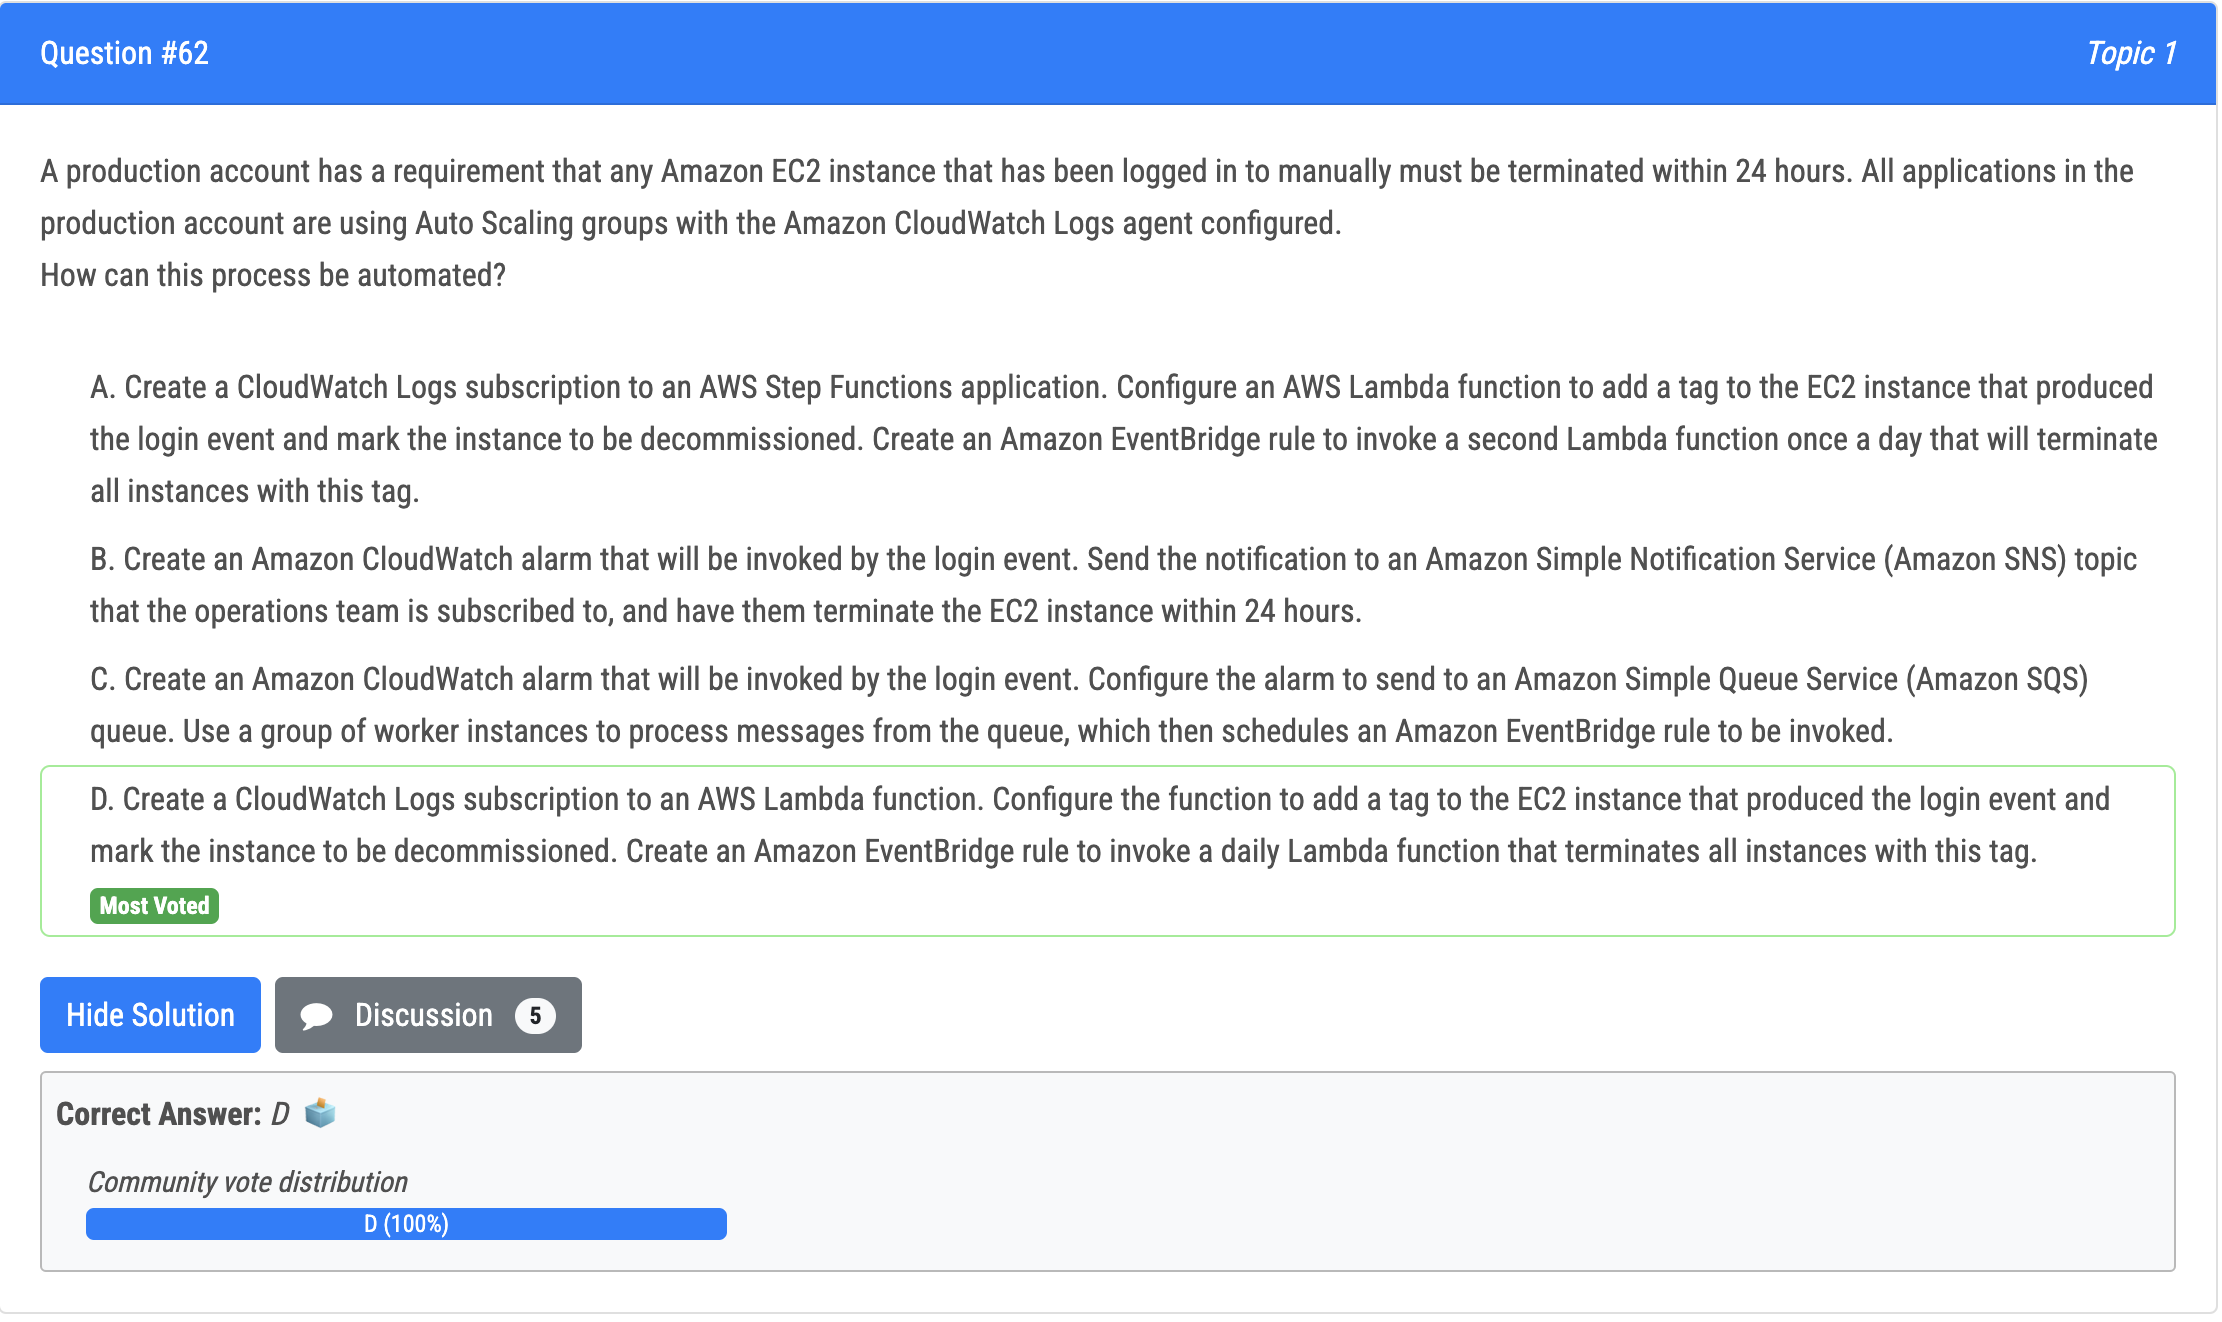 Question #62
Topic 1
A production account has a requirement that any Amazon EC2 instance that has been logged in to manually must be terminated within 24 hours. All applications in the
production account are using Auto Scaling groups with the Amazon CloudWatch Logs agent configured.
How can this process be automated?
A. Create a CloudWatch Logs subscription to an AWS Step Functions application. Configure an AWS Lambda function to add a tag to the EC2 instance that produced
the login event and mark the instance to be decommissioned. Create an Amazon EventBridge rule to invoke a second Lambda function once a day that will terminate
all instances with this tag.
B. Create an Amazon CloudWatch alarm that will be invoked by the login event. Send the notification to an Amazon Simple Notification Service (Amazon SNS) topic
that the operations team is subscribed to, and have them terminate the EC2 instance within 24 hours.
C. Create an Amazon CloudWatch alarm that will be invoked by the login event. Configure the alarm to send to an Amazon Simple Queue Service (Amazon SQS)
queue. Use a group of worker instances to process messages from the queue, which then schedules an Amazon EventBridge rule to be invoked.
D. Create a CloudWatch Logs subscription to an AWS Lambda function. Configure the function to add a tag to the EC2 instance that produced the login event and
mark the instance to be decommissioned. Create an Amazon EventBridge rule to invoke a daily Lambda function that terminates all instances with this tag.
Most Voted
Hide Solution
Discussion 5
Correct Answer: D
Community vote distribution
D (100%)